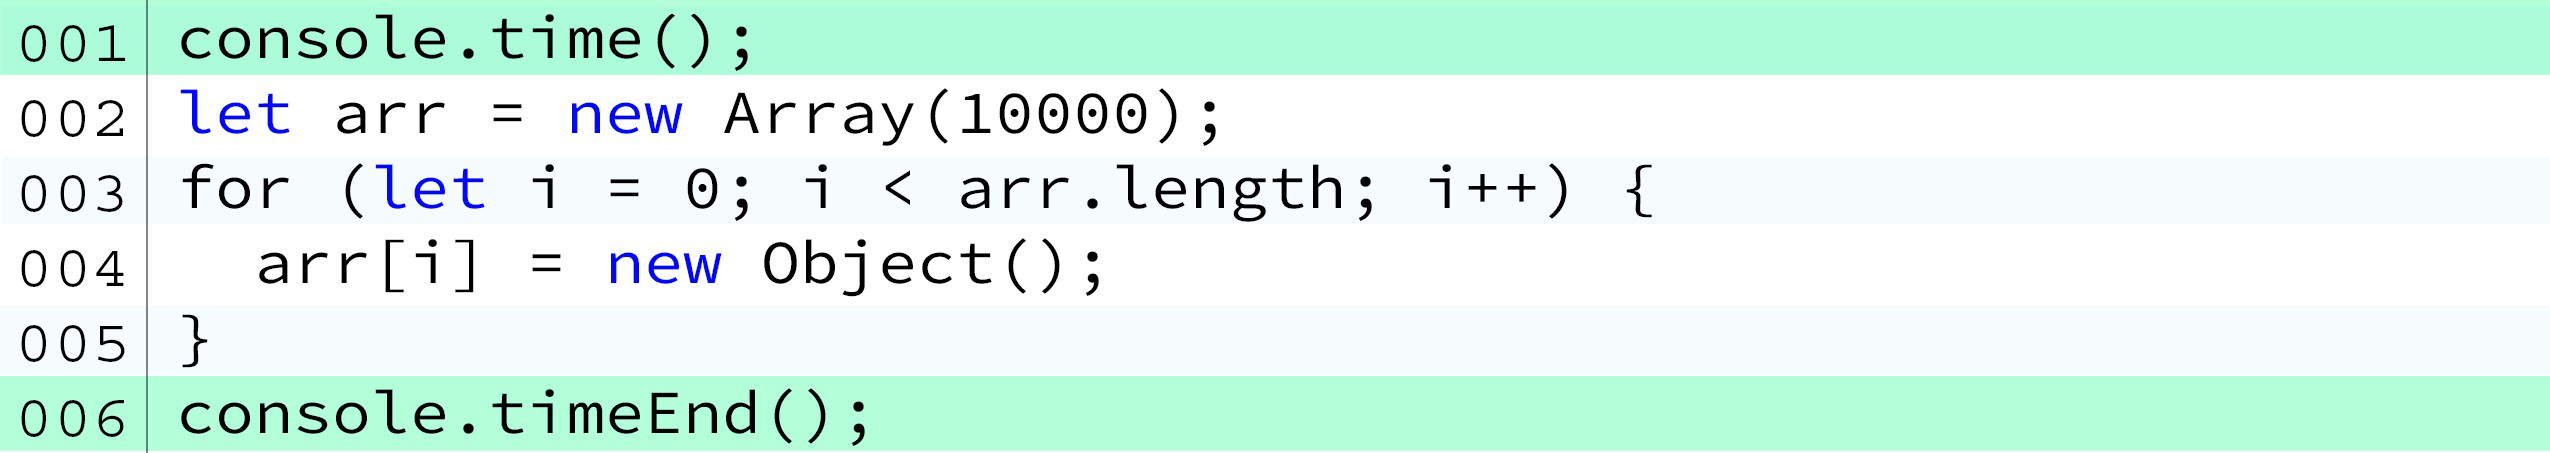 001 console.time();
002 let arr = new Array(10000);
003 for (let i = 0; i < arr.length; i++) {
004   arr[i] = new Object();
005 }
006 console.timeEnd();